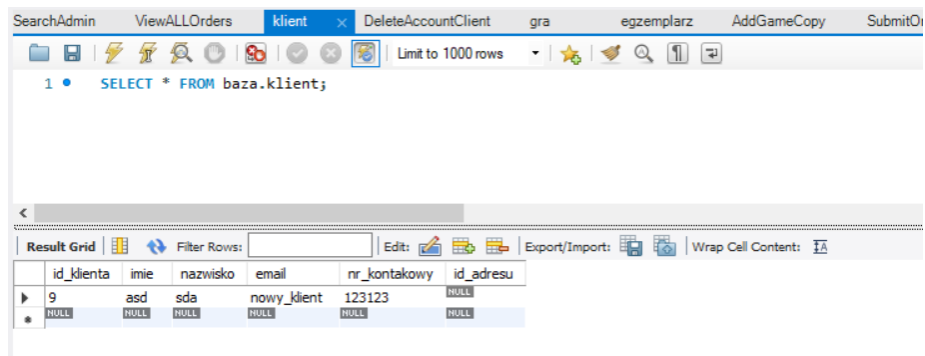 SearchAdmin ViewALLOrders klient × DeleteAccountClient gra egzemplarz AddGameCopy SubmitOr
Limit to 1000 rows
1 SELECT * FROM baza.klient;
Result Grid Filter Rows: Edit: Export/Import: Wrap Cell Content: IA
id_klienta imie nazwisko email nr_kontakowy id_adresu
9 asd sda nowy_klient 123123 NULL
NULL NULL NULL NULL NULL NULL